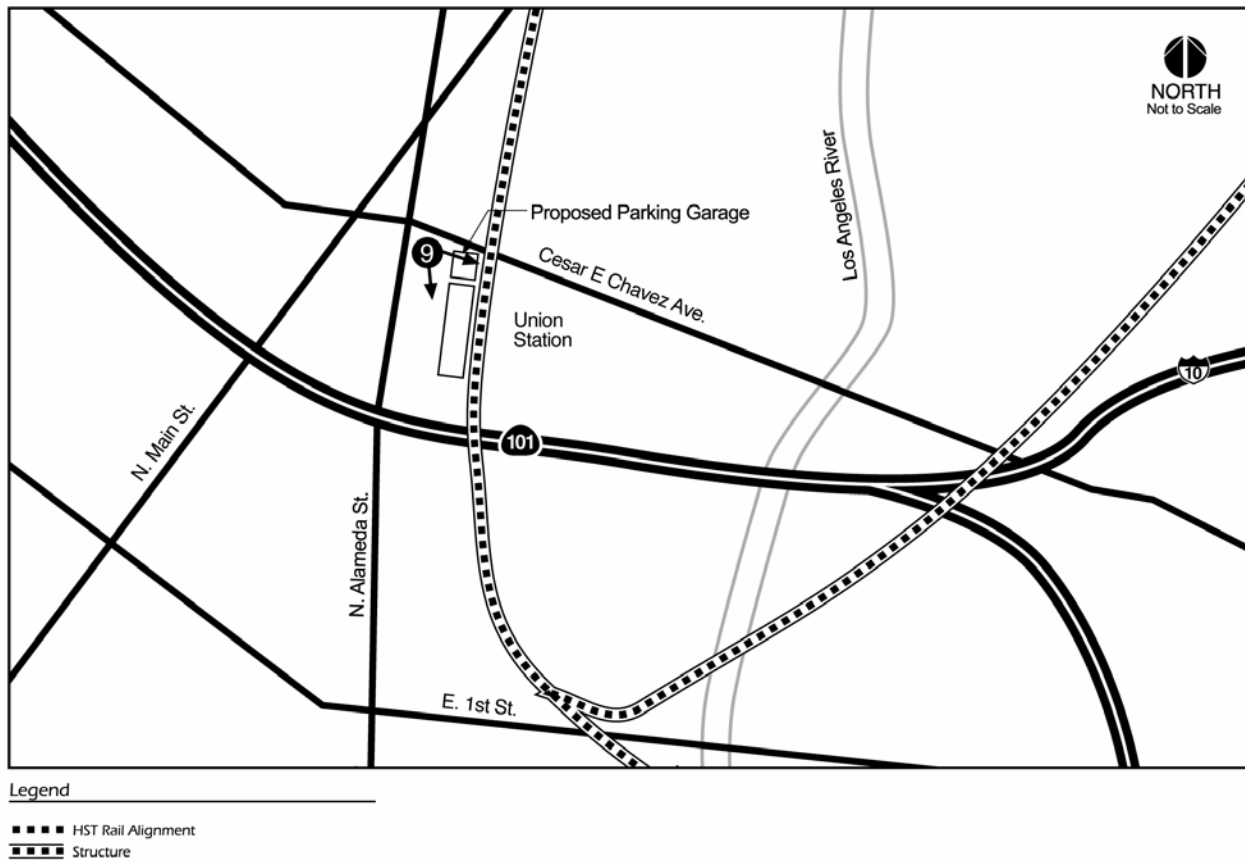 NORTH
Not to Scale
Los Angeles River
Proposed Parking Garage
9
Cesar E Chavez Ave.
Union
Station
10
101
N. Main St.
N. Alameda St.
E. 1st St.
Legend
HST Rail Alignment
Structure